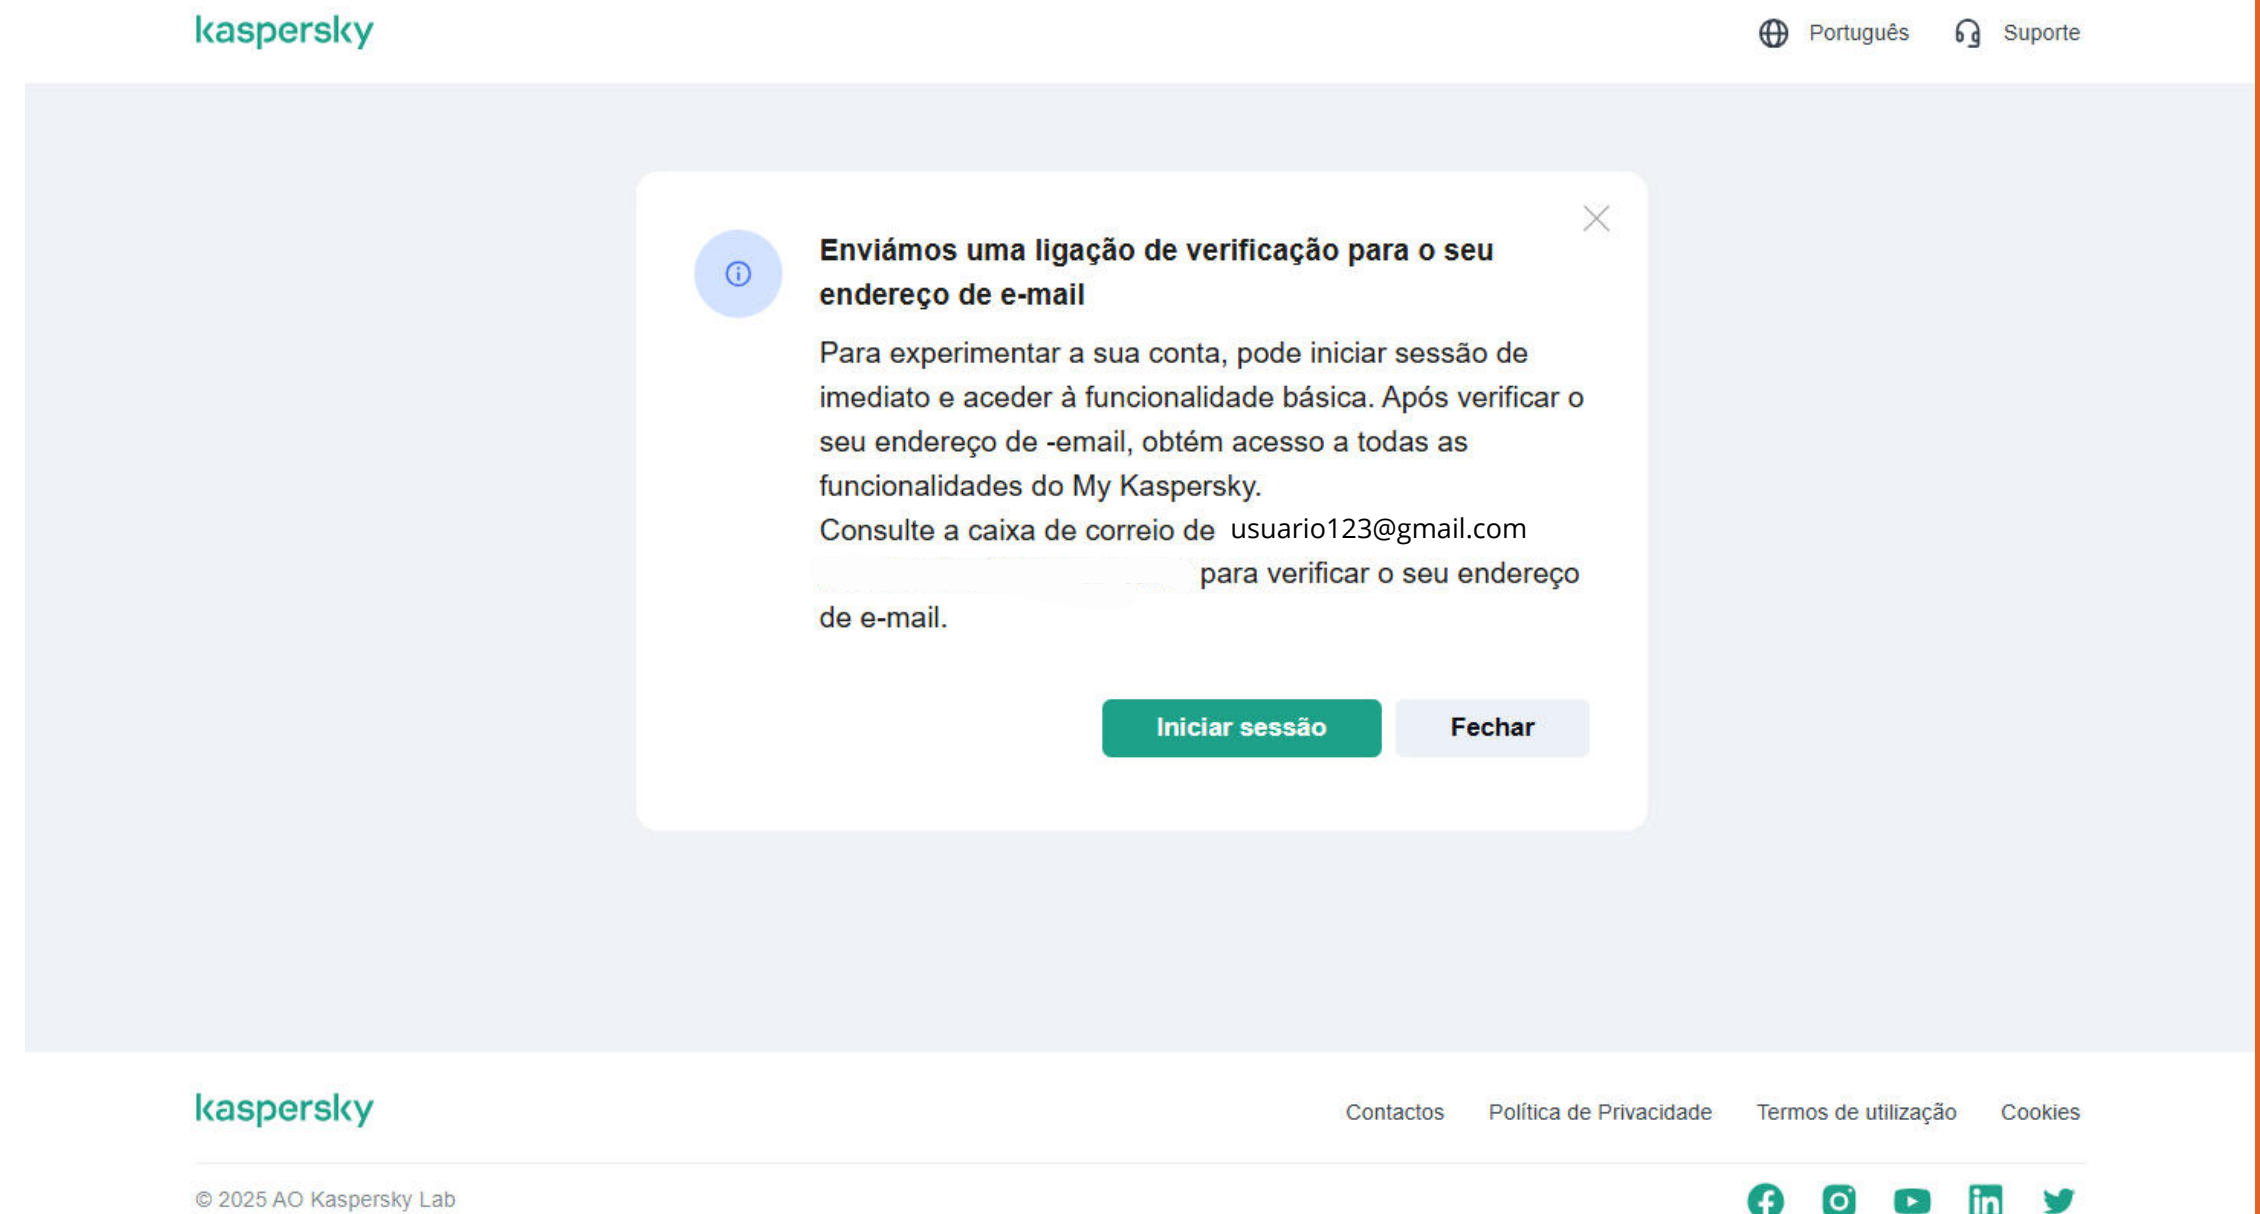 kaspersky
Português
Suporte
Enviámos uma ligação de verificação para o seu
endereço de e-mail
Para experimentar a sua conta, pode iniciar sessão de
imediato e aceder à funcionalidade básica. Após verificar o
seu endereço de -email, obtém acesso a todas as
funcionalidades do My Kaspersky.
Consulte a caixa de correio de usuario123@gmail.com
para verificar o seu endereço
de e-mail.
Iniciar sessão
Fechar
kaspersky
Contactos
Política de Privacidade
Termos de utilização
Cookies
© 2025 AO Kaspersky Lab